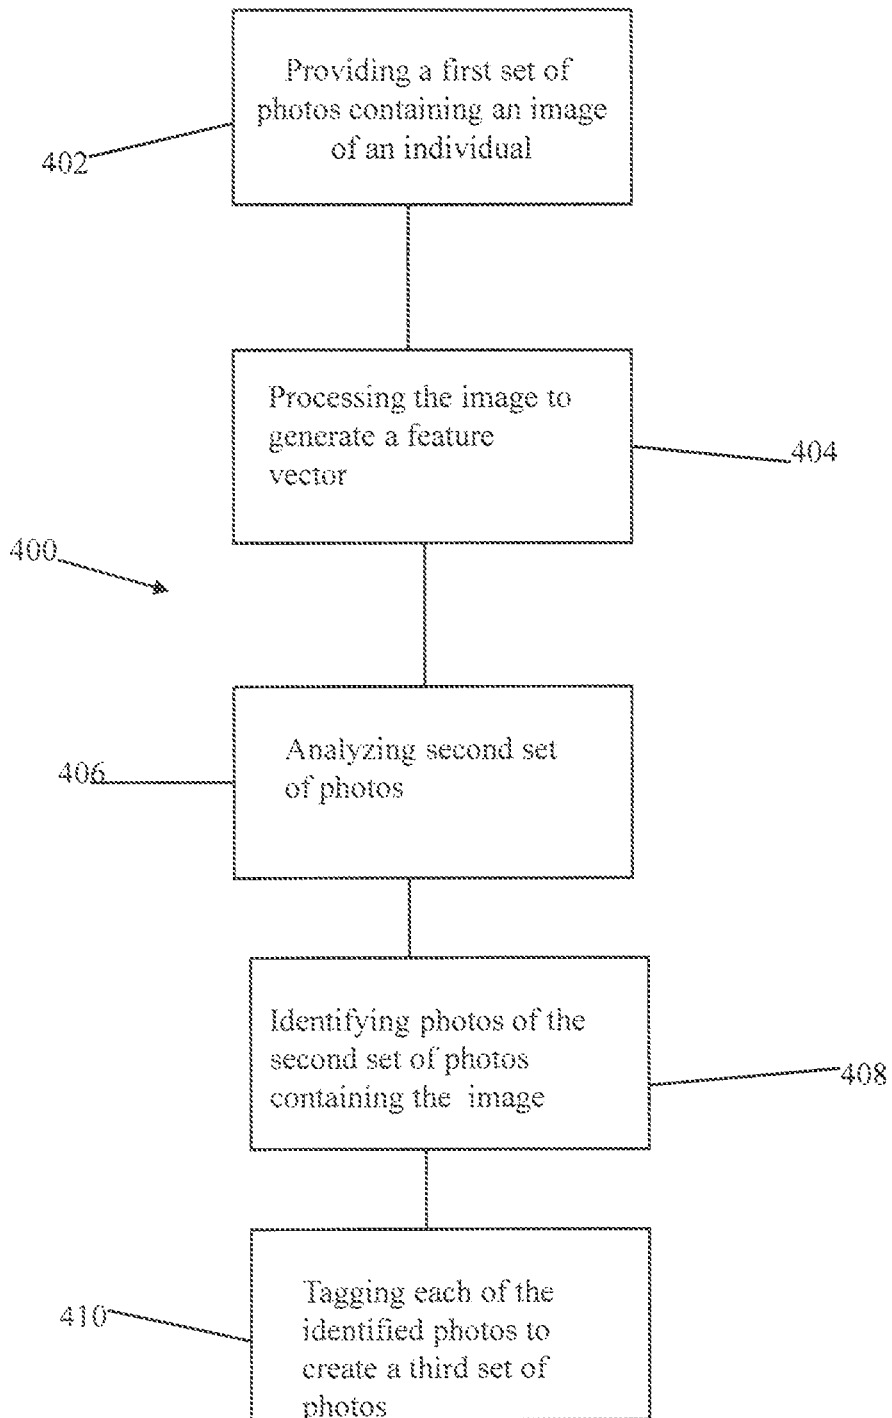 Providing a first set of
photos containing an image
of an individual
402
Processing the image to
generate a feature
vector
404
400
Analyzing second set
of photos
406
Identifying photos of the
second set of photos
containing the image
408
Tagging each of the
identified photos to
create a third set of
photos
410